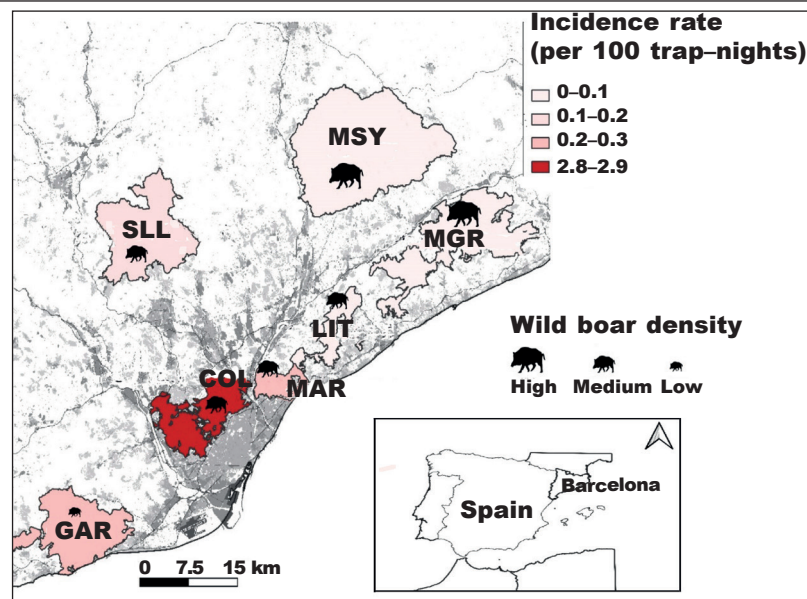 Incidence rate
(per 100 trap–nights)
0–0.1
0.1–0.2
0.2–0.3
2.8–2.9
MSY
SLL
MGR
LIT
COL
MAR
GAR
Wild boar density
High Medium Low
Spain
Barcelona
0 7.5 15 km